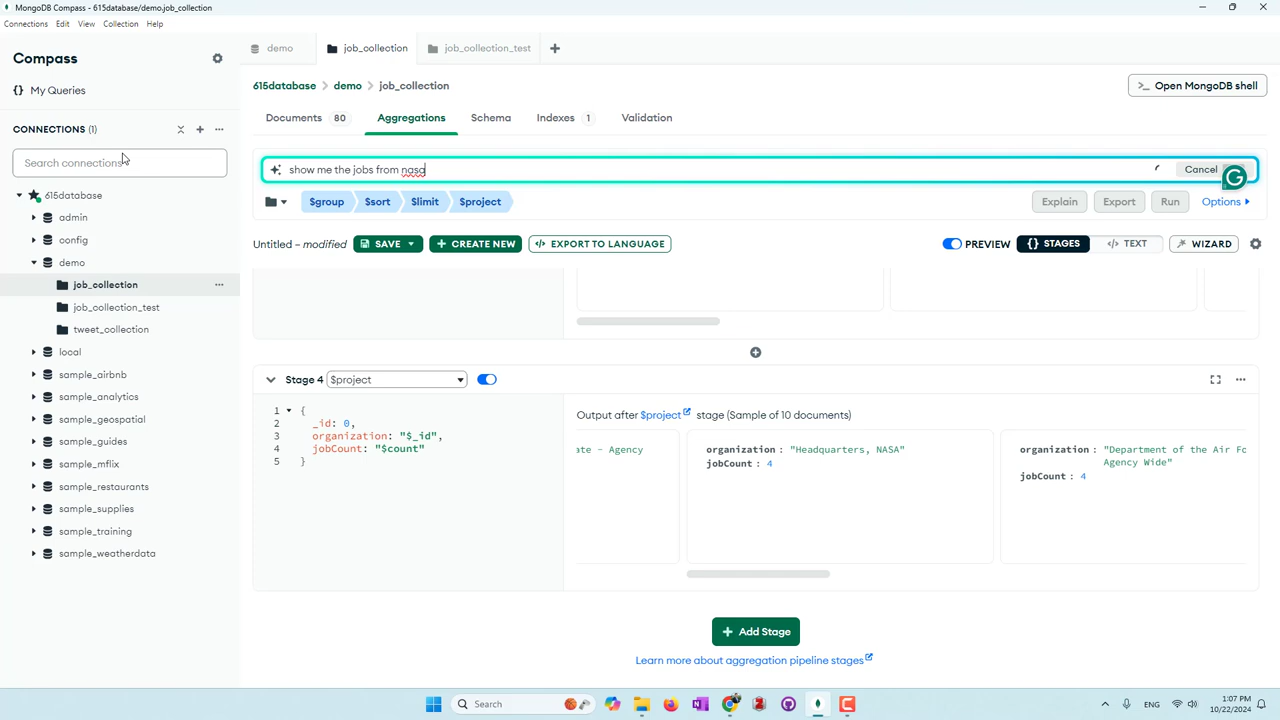 MongoDB Compass - 615database/demo.job_collection
Connections Edit View Collection Help
Compass
{} My Queries
CONNECTIONS (1)
Search connections
615database
admin
config
demo
job_collection
job_collection_test
tweet_collection
local
sample_airbnb
sample_analytics
sample_geospatial
sample_guides
sample_mflix
sample_restaurants
sample_supplies
sample_training
sample_weatherdata
demo job_collection job_collection_test
615database > demo > job_collection
>_ Open MongoDB shell
Documents 80 Aggregations Schema Indexes 1 Validation
show me the jobs from nasa
Cancel
$group $sort $limit $project
Explain Export Run Options
Untitled – modified SAVE + CREATE NEW </> EXPORT TO LANGUAGE
PREVIEW {} STAGES </> TEXT WIZARD
Stage 4 $project
1 {
2 _id: 0,
3 organization: "$_id",
4 jobCount: "$count"
5 }
Output after $project stage (Sample of 10 documents)
ate - Agency
organization : "Headquarters, NASA"
jobCount : 4
organization : "Department of the Air Fo
Agency Wide"
jobCount : 4
+ Add Stage
Learn more about aggregation pipeline stages
Search
ENG
1:07 PM
10/22/2024